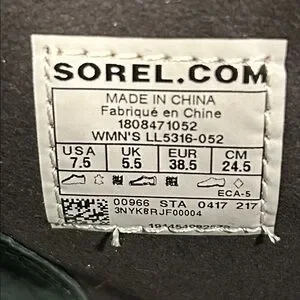 SOREL.COM
MADE IN CHINA
Fabriqué en Chine
1808471052
WMN'S LL5316-052
USA UK EUR CM
7.5 5.5 38.5 24.5
ECA-5
00966 STA 0417 217
3NYK8RJF00004